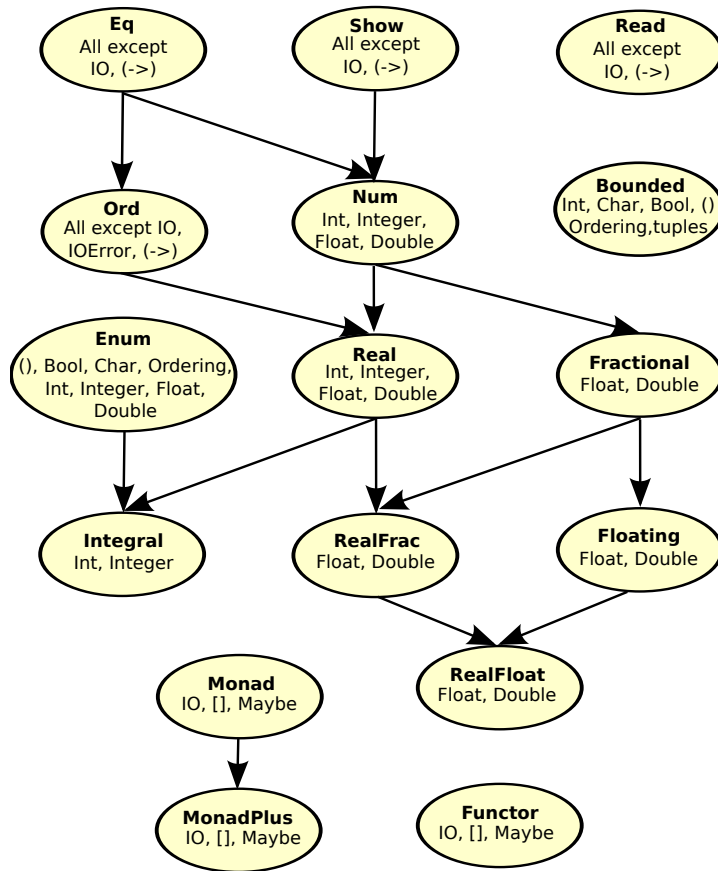 Eq
All except
IO, (->)
Show
All except
IO, (->)
Read
All except
IO, (->)
Ord
All except IO,
IOError, (->)
Num
Int, Integer,
Float, Double
Bounded
Int, Char, Bool, ()
Ordering,tuples
Enum
(), Bool, Char, Ordering,
Int, Integer, Float,
Double
Real
Int, Integer,
Float, Double
Fractional
Float, Double
Integral
Int, Integer
RealFrac
Float, Double
Floating
Float, Double
Monad
IO, [], Maybe
RealFloat
Float, Double
MonadPlus
IO, [], Maybe
Functor
IO, [], Maybe